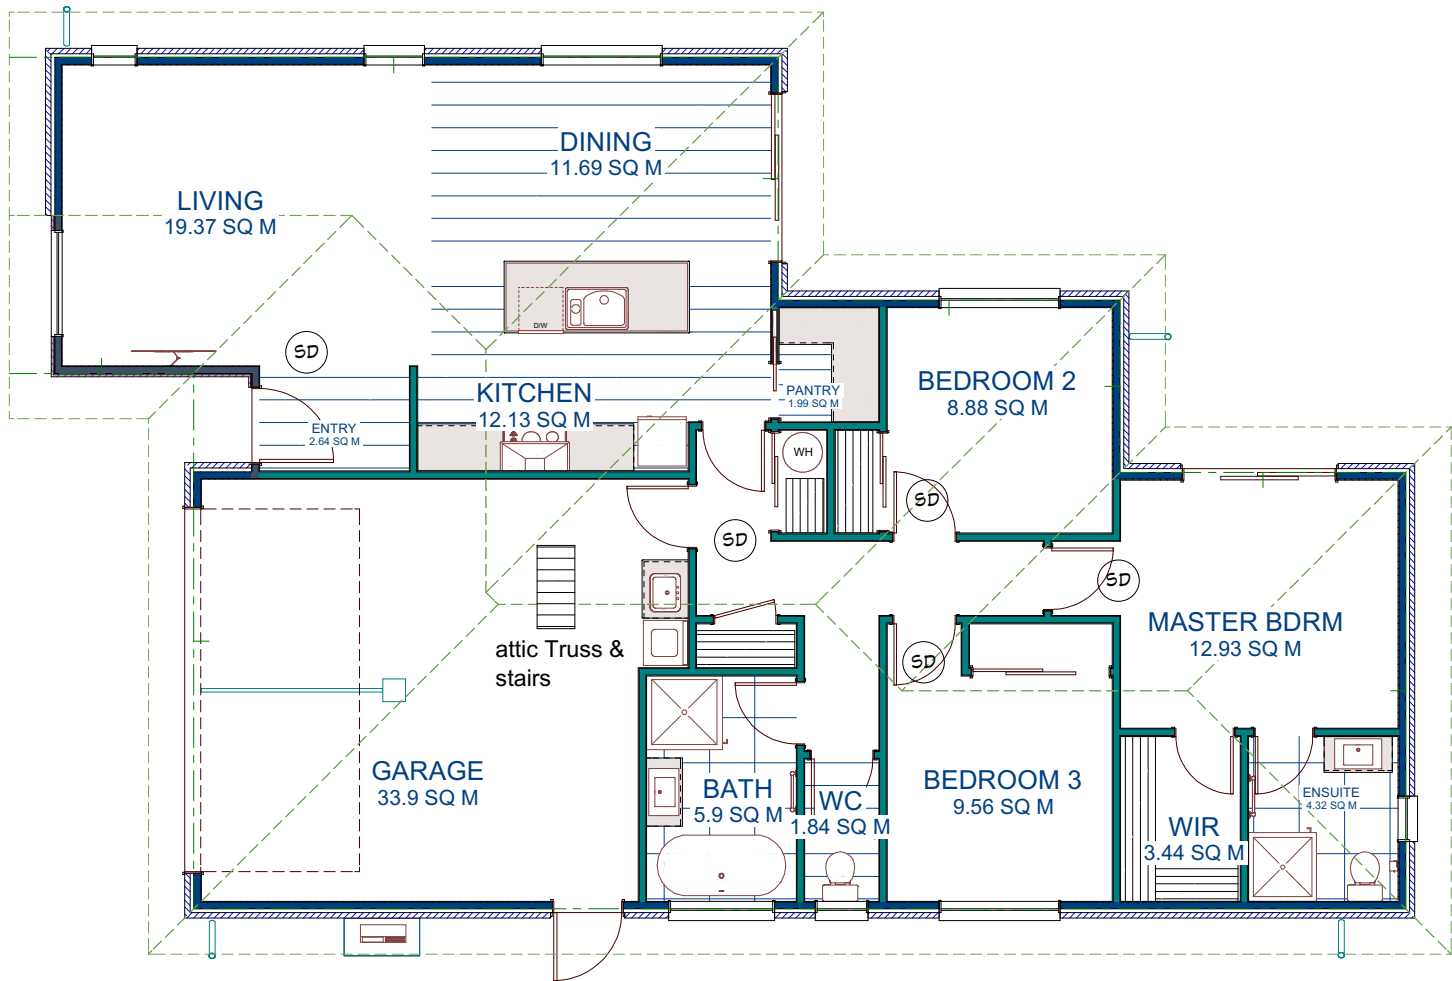 DINING
11.69 SQ M
LIVING
19.37 SQ M
D/W
SD
KITCHEN
12.13 SQ M
PANTRY
1.99 SQ M
BEDROOM 2
8.88 SQ M
ENTRY
2.64 SQ M
WH
SD
SD
SD
attic Truss &
stairs
MASTER BDRM
12.93 SQ M
SD
GARAGE
33.9 SQ M
BATH
5.9 SQ M
WC
1.84 SQ M
BEDROOM 3
9.56 SQ M
WIR
3.44 SQ M
ENSUITE
4.32 SQ M